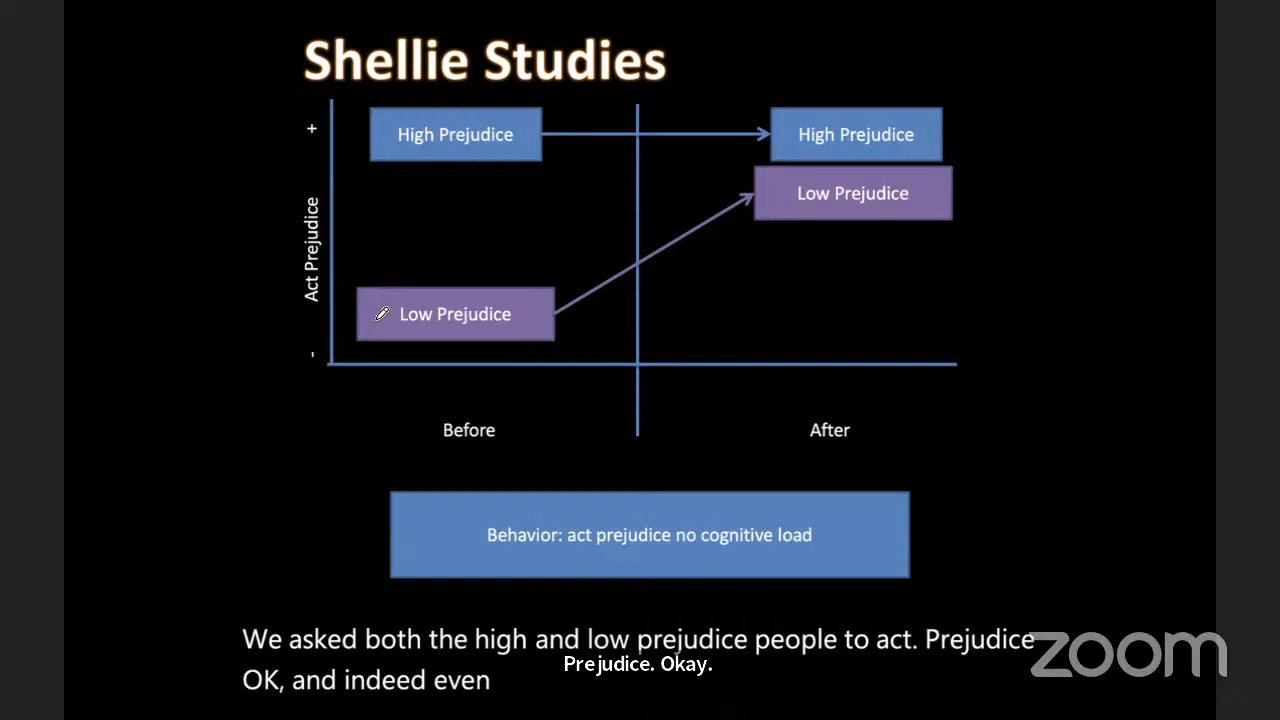 Shellie Studies
+
High Prejudice
High Prejudice
Low Prejudice
Act Prejudice
Low Prejudice
-
Before
After
Behavior: act prejudice no cognitive load
We asked both the high and low prejudice people to act. Prejudice
Prejudice. Okay.
OK, and indeed even
zoom